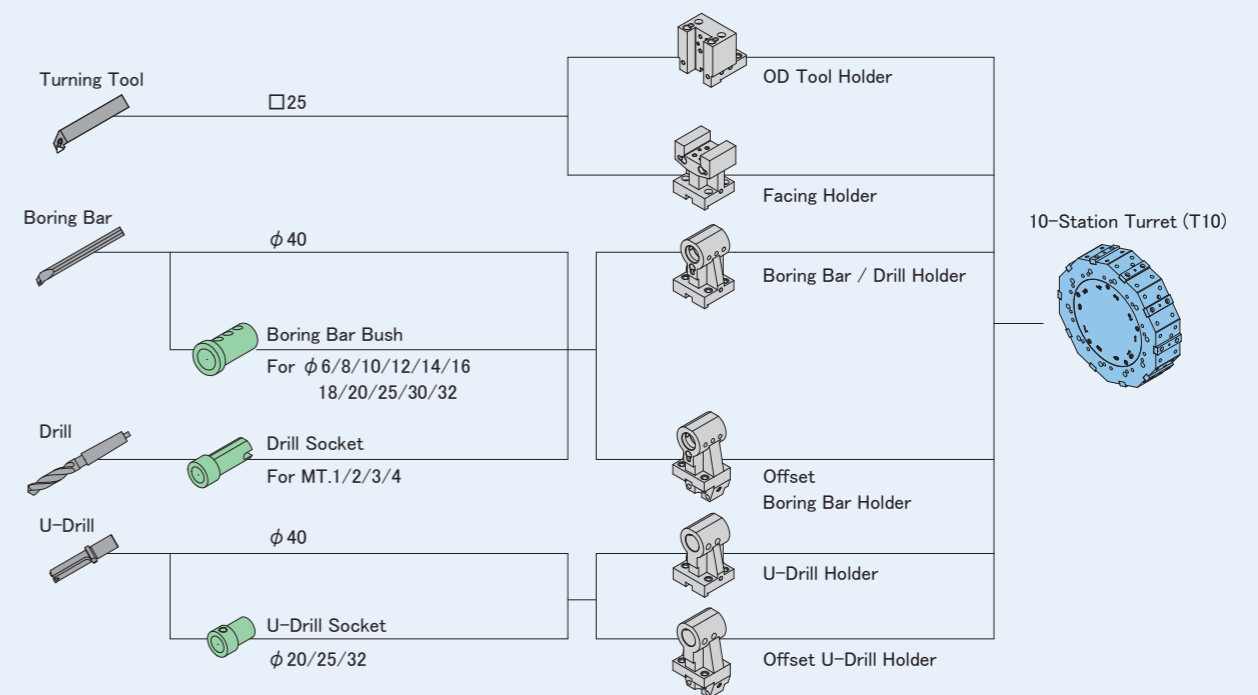 Turning Tool
□25
OD Tool Holder
Facing Holder
Boring Bar
φ40
Boring Bar / Drill Holder
10-Station Turret (T10)
Boring Bar Bush
For φ6/8/10/12/14/16
18/20/25/30/32
Drill
Drill Socket
For MT.1/2/3/4
Offset
Boring Bar Holder
U-Drill
φ40
U-Drill Holder
U-Drill Socket
φ20/25/32
Offset U-Drill Holder